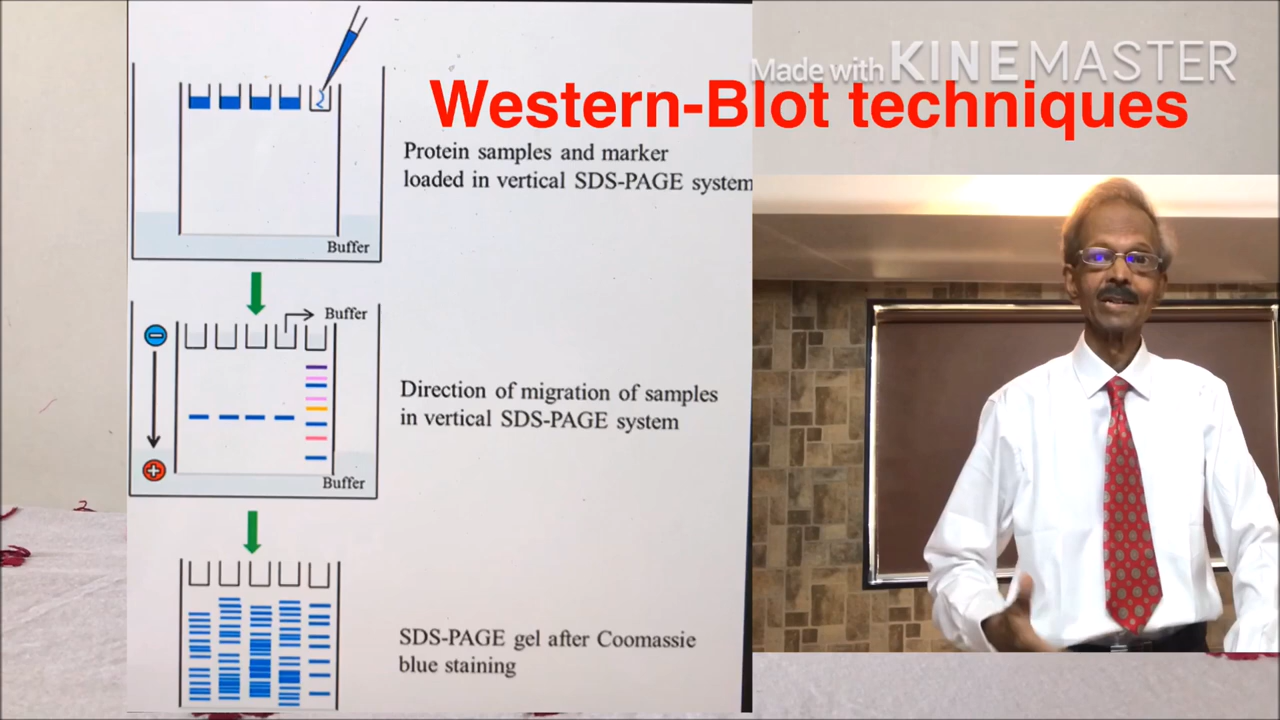 Made with KINEMASTER
Western-Blot techniques
Protein samples and marker
loaded in vertical SDS-PAGE system
Buffer
Buffer
−
+
Direction of migration of samples
in vertical SDS-PAGE system
Buffer
SDS-PAGE gel after Coomassie
blue staining